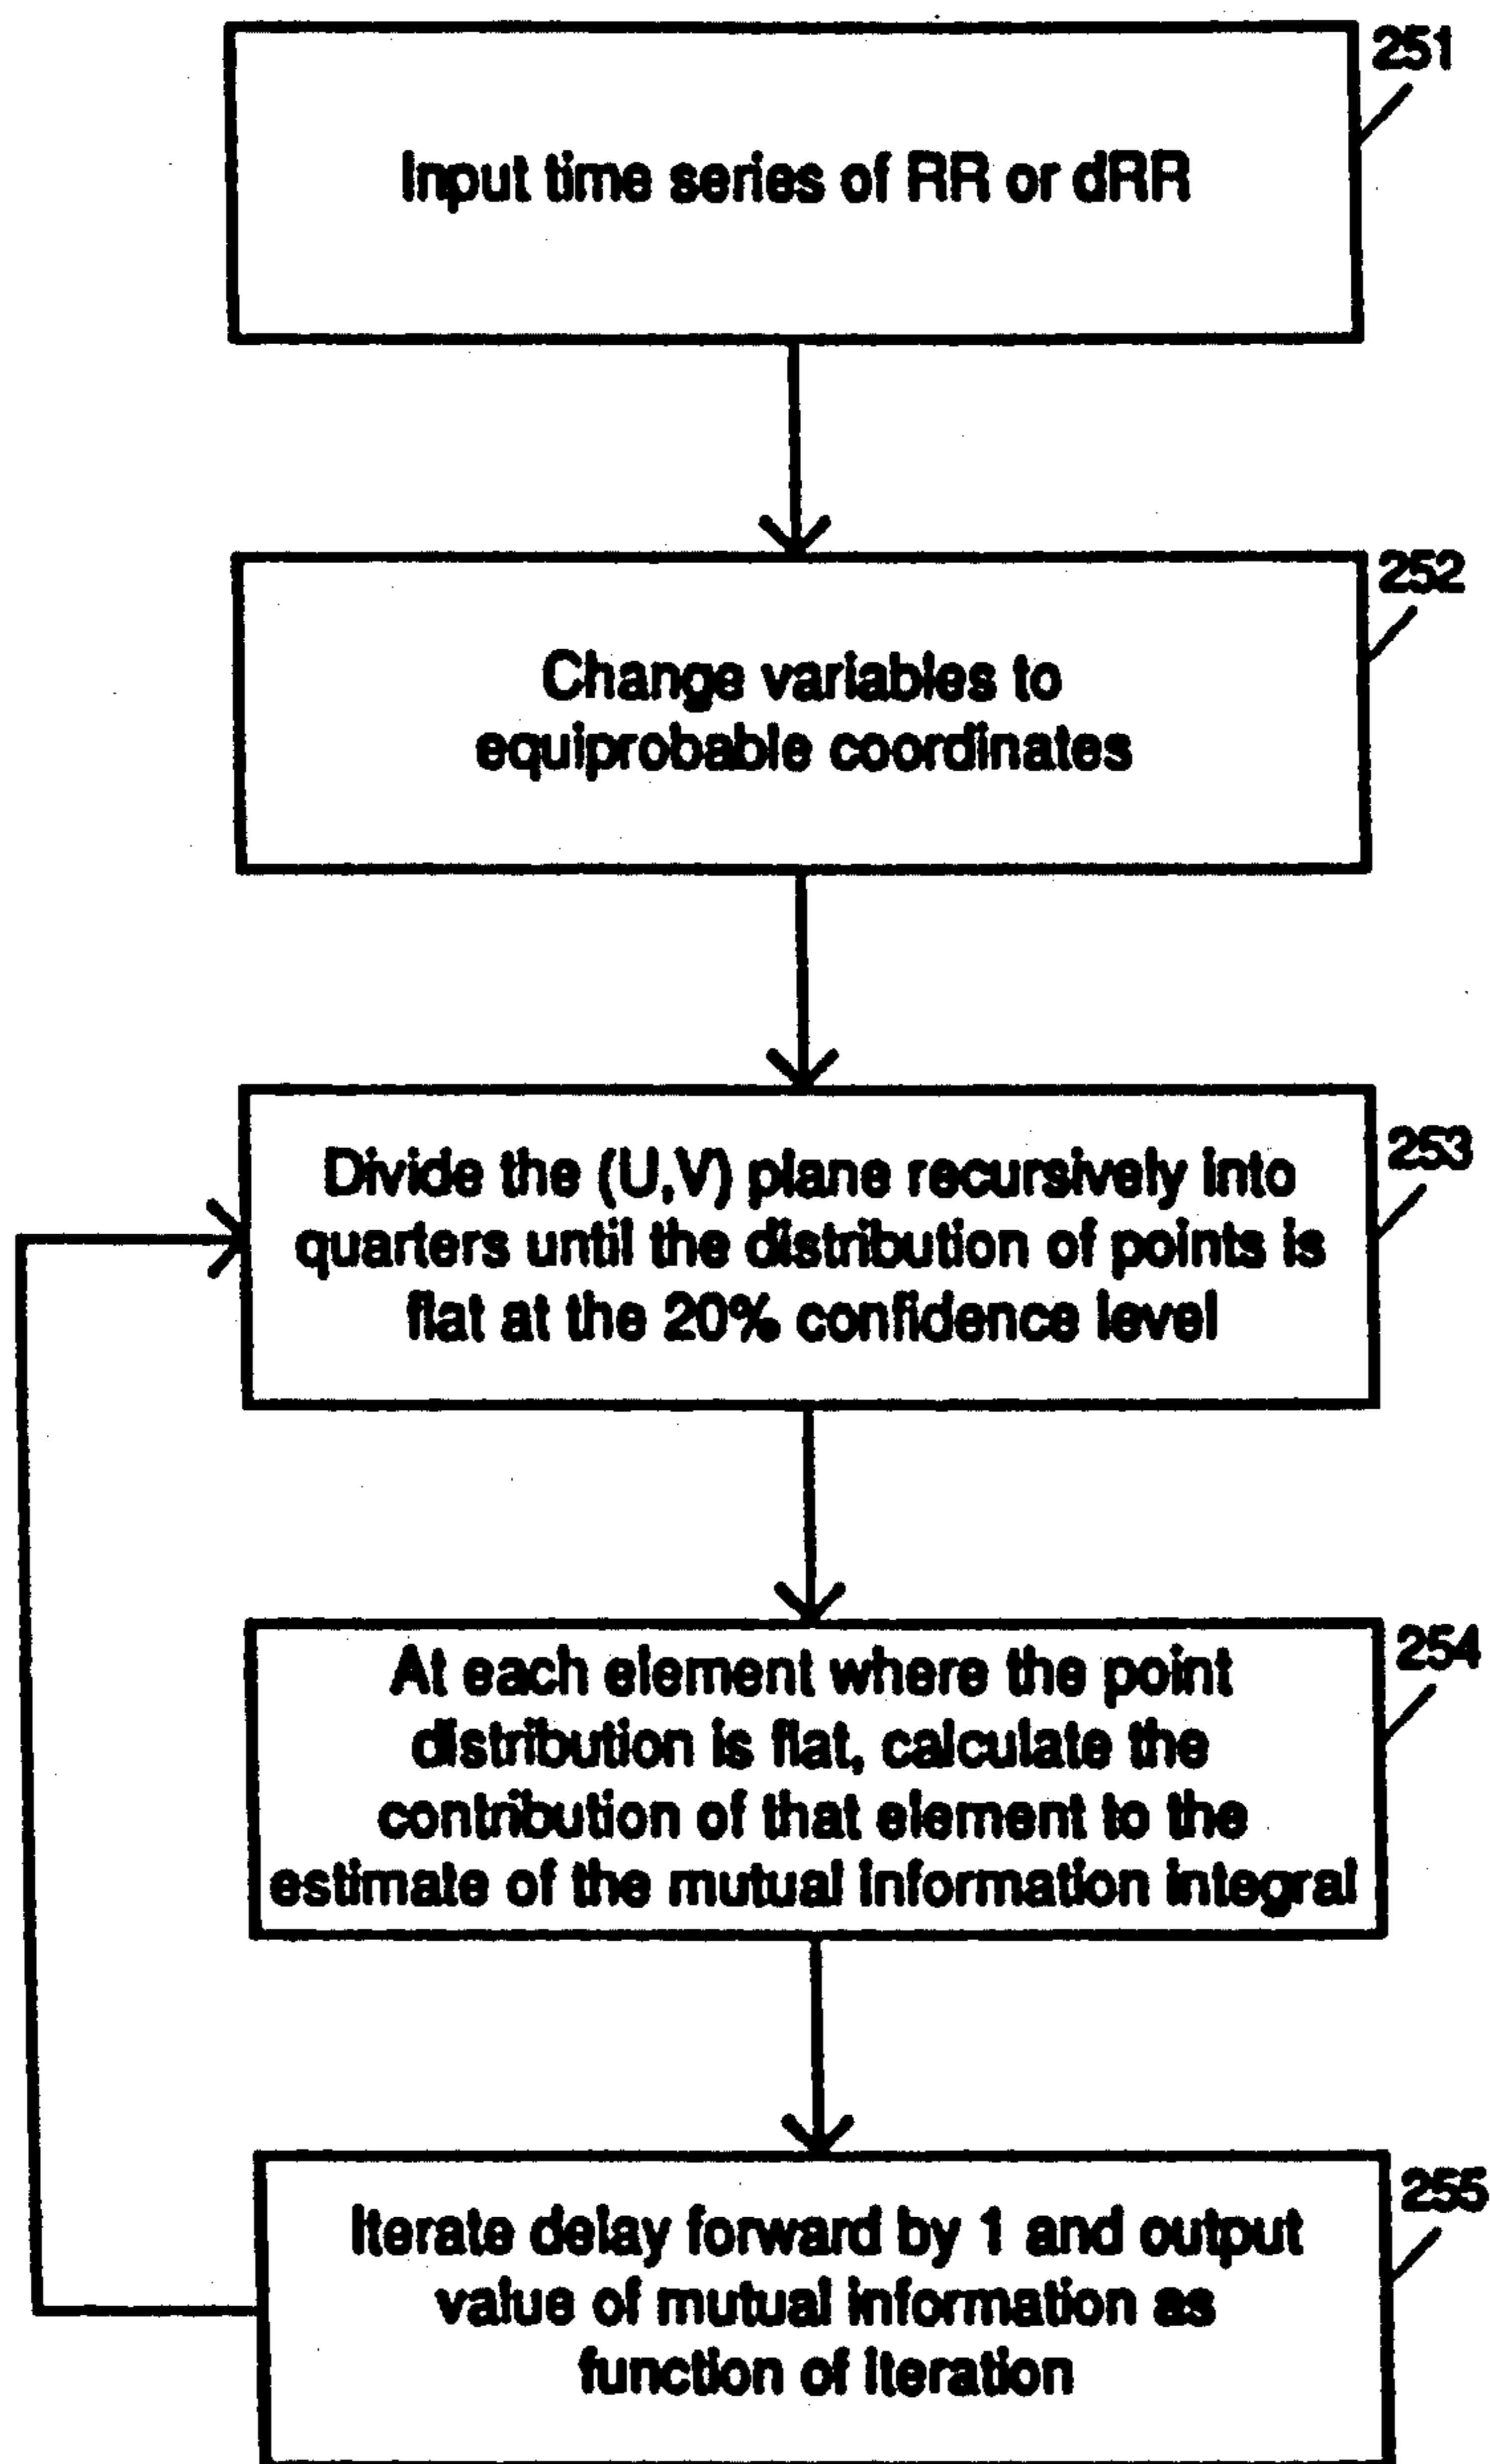 251
Input time series of RR or dRR
252
Change variables to
equiprobable coordinates
253
Divide the (U,V) plane recursively into
quarters until the distribution of points is
flat at the 20% confidence level
254
At each element where the point
distribution is flat, calculate the
contribution of that element to the
estimate of the mutual information integral
255
Iterate delay forward by 1 and output
value of mutual information as
function of iteration